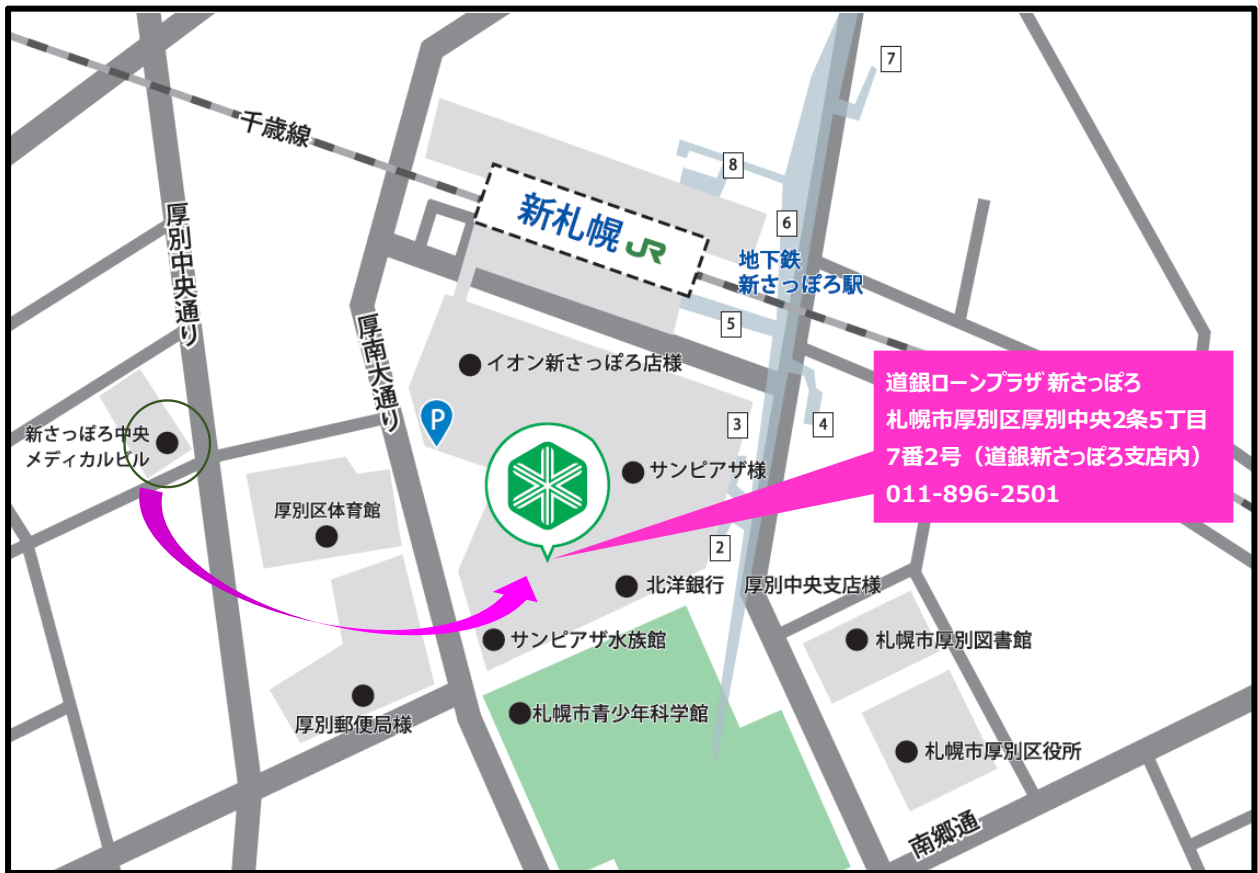 7
千歳線
8
新札幌 JR
厚別中央通り
6
地下鉄
新さっぽろ駅
5
厚南大通り
イオン新さっぽろ店様
道銀ローンプラザ 新さっぽろ
札幌市厚別区厚別中央2条5丁目
7番2号（道銀新さっぽろ支店内）
011-896-2501
P
3
4
新さっぽろ中央
メディカルビル
サンピアザ様
厚別区体育館
2
北洋銀行 厚別中央支店様
サンピアザ水族館
札幌市厚別図書館
厚別郵便局様
札幌市青少年科学館
札幌市厚別区役所
南郷通